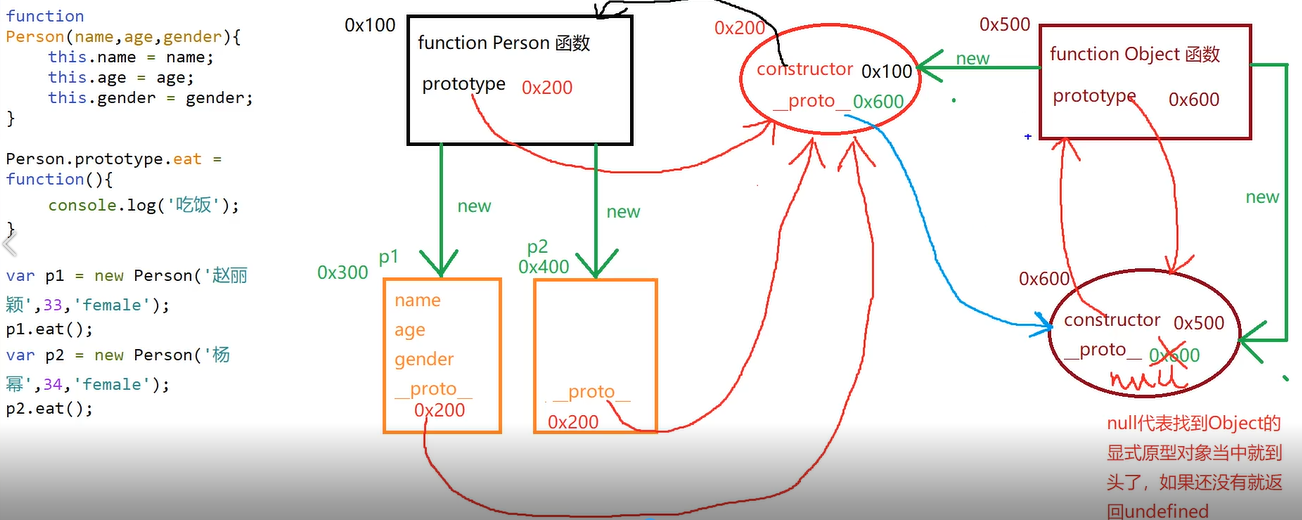 function
Person(name,age,gender){
this.name = name;
this.age = age;
this.gender = gender;
}
Person.prototype.eat =
function(){
console.log('吃饭');
}
var p1 = new Person('赵丽
颖',33,'female');
p1.eat();
var p2 = new Person('杨
幂',34,'female');
p2.eat();
0x100
function Person 函数
prototype 0x200
new
new
p1
0x300
name
age
gender
__proto__
0x200
p2
0x400
__proto__
0x200
0x200
constructor 0x100
__proto__ 0x600
new
0x500
function Object 函数
prototype 0x600
new
0x600
constructor 0x500
__proto__ 0x600
null
null代表找到Object的
显式原型对象当中就到
头了，如果还没有就返
回undefined